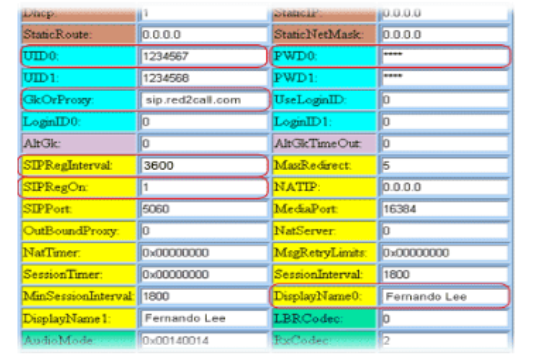 Dhcp: 1 StaticIP: 0.0.0.0
StaticRoute: 0.0.0.0 StaticNetMask: 0.0.0.0
UID0: 1234567 PWD0: ****
UID1: 1234568 PWD1: ****
GkOrProxy: sip.red2call.com UseLoginID: 0
LoginID0: 0 LoginID1: 0
AltGk: 0 AltGkTimeOut: 0
SIPRegInterval: 3600 MaxRedirect: 5
SIPRegOn: 1 NATIP: 0.0.0.0
SIPPort: 5060 MediaPort: 16384
OutBoundProxy: 0 NatServer: 0
NatTimer: 0x00000000 MsgRetryLimits: 0x00000000
SessionTimer: 0x00000000 SessionInterval: 1800
MinSessionInterval: 1800 DisplayName0: Fernando Lee
DisplayName1: Fernando Lee LBRCodec: 0
AudioMode: 0x00140014 RxCodec: 2